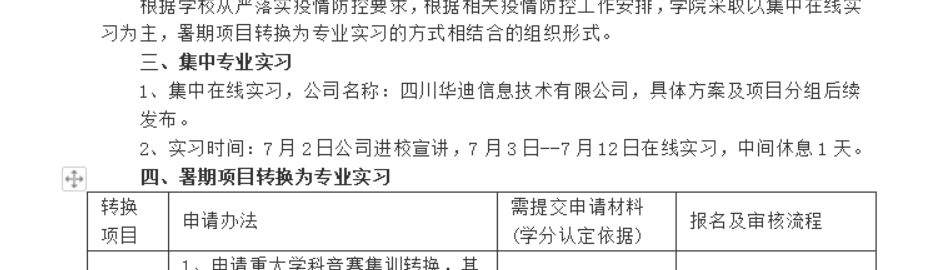 根据学校从严落实疫情防控要求，根据相关疫情防控工作安排，学院采取以集中在线实
习为主，暑期项目转换为专业实习的方式相结合的组织形式。
三、集中专业实习
1、集中在线实习，公司名称：四川华迪信息技术有限公司，具体方案及项目分组后续
发布。
2、实习时间：7月2日公司进校宣讲，7月3日--7月12日在线实习，中间休息1天。
四、暑期项目转换为专业实习
转换
项目
申请办法
需提交申请材料
(学分认定依据)
报名及审核流程
1、申请重大学科竞赛集训转换，其